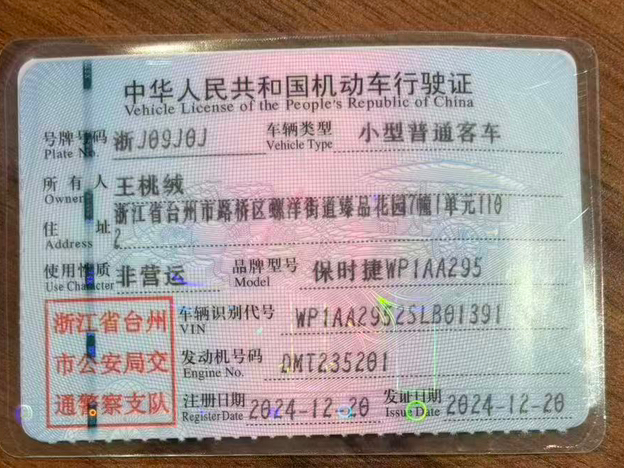 中华人民共和国机动车行驶证
Vehicle License of the People's Republic of China
号牌号码 浙J09J0J 车辆类型 小型普通客车
Plate No. Vehicle Type
所有人 王桃绒
Owner
住址 浙江省台州市路桥区螺洋街道臻品花园7幢1单元110
Address 2
使用性质 非营运 品牌型号 保时捷WP1AA295
Use Character Model
浙江省台州
市公安局交
通警察支队
车辆识别代号 WP1AA2952SLB01391
VIN
发动机号码 DMT235201
Engine No.
注册日期 2024-12-20 发证日期 2024-12-20
Register Date Issue Date